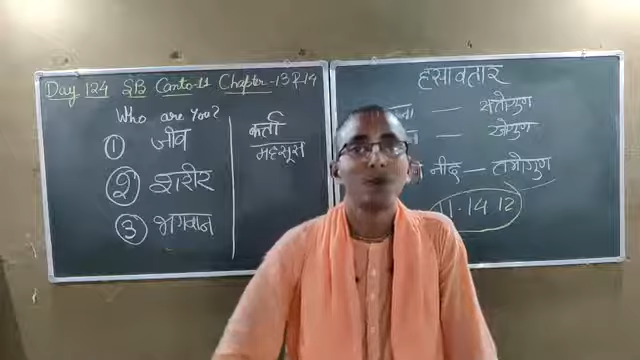 Day 124 SB Canto-11 Chapter-13 & 14
Who are you?
① जीव
② शरीर
③ भगवान
कर्ता
महसूस
हंसावतार
— सतोगुण
— रजोगुण
नींद — तमोगुण
14 12